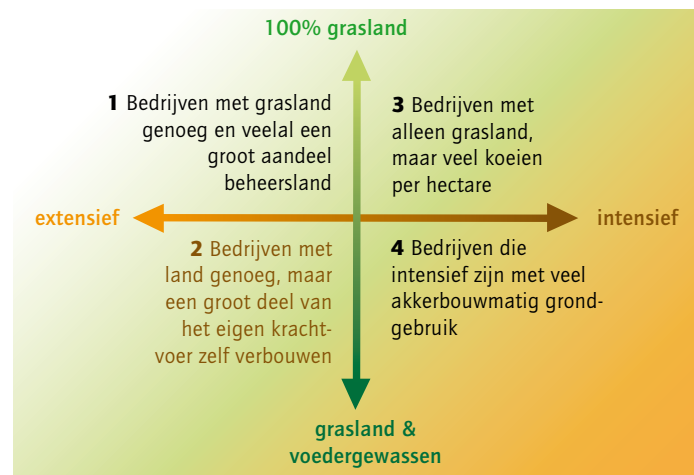 100% grasland
1 Bedrijven met grasland
genoeg en veelal een
groot aandeel
beheersland
3 Bedrijven met
alleen grasland,
maar veel koeien
per hectare
extensief
intensief
2 Bedrijven met
land genoeg, maar
een groot deel van
het eigen kracht-
voer zelf verbouwen
4 Bedrijven die
intensief zijn met veel
akkerbouwmatig grond-
gebruik
grasland &
voedergewassen